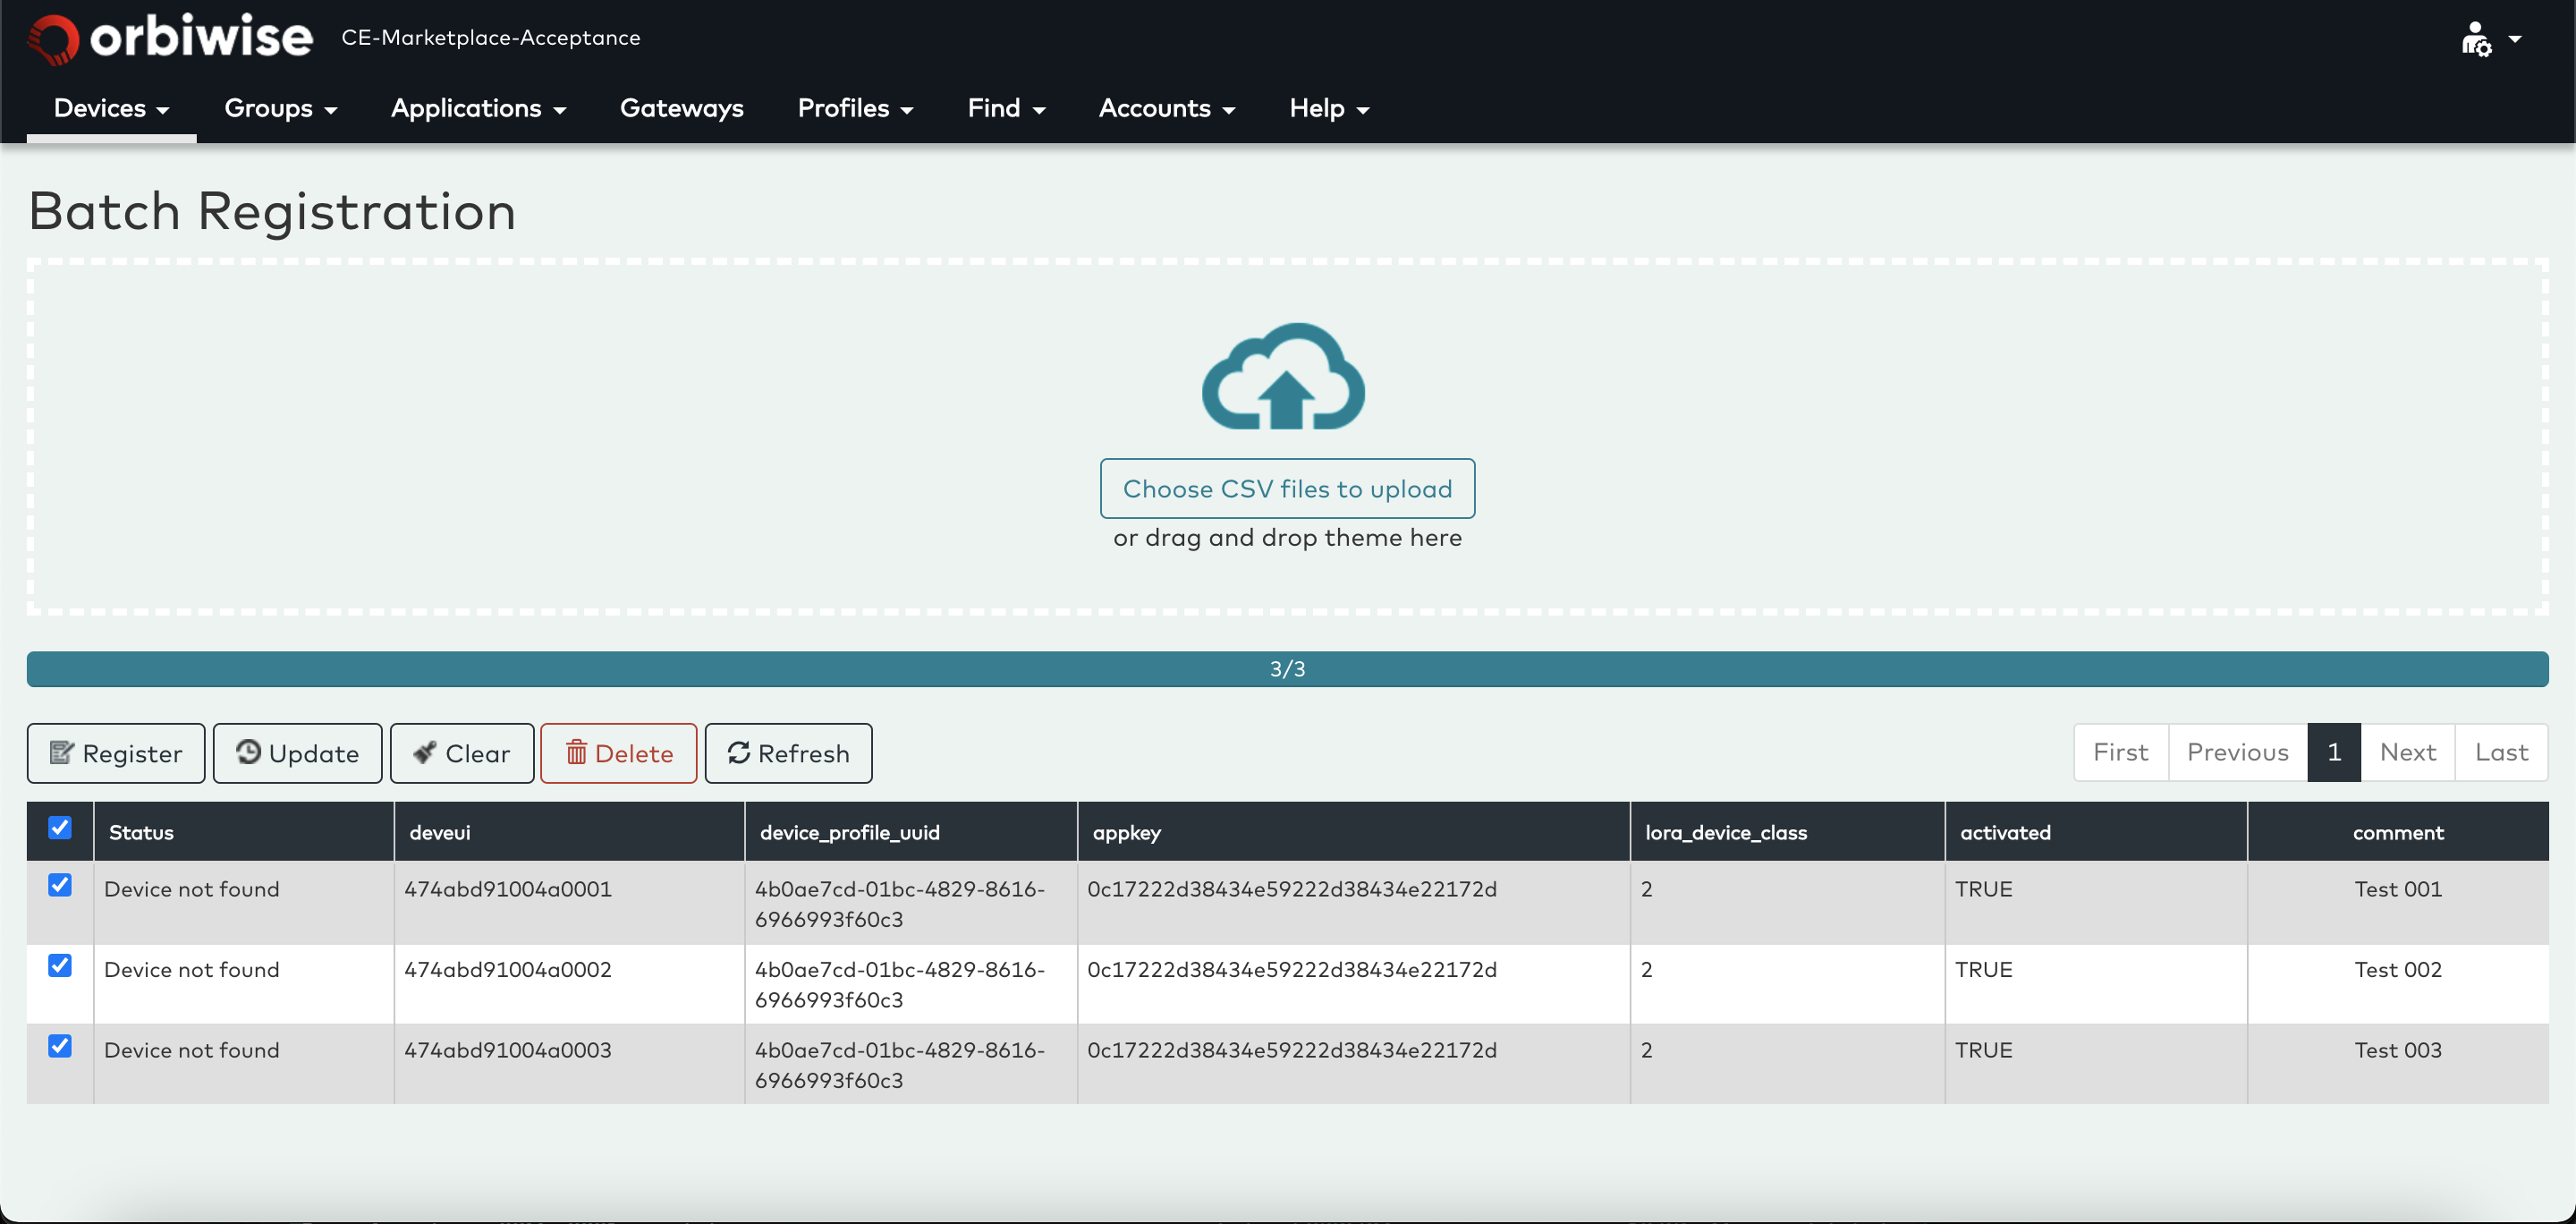 orbiwise CE-Marketplace-Acceptance
Devices Groups Applications Gateways Profiles Find Accounts Help
Batch Registration
Choose CSV files to upload
or drag and drop theme here
3/3
Register Update Clear Delete Refresh First Previous 1 Next Last
Status deveui device_profile_uuid appkey lora_device_class activated comment
Device not found 474abd91004a0001 4b0ae7cd-01bc-4829-8616- 0c17222d38434e59222d38434e22172d 2 TRUE Test 001
6966993f60c3
Device not found 474abd91004a0002 4b0ae7cd-01bc-4829-8616- 0c17222d38434e59222d38434e22172d 2 TRUE Test 002
6966993f60c3
Device not found 474abd91004a0003 4b0ae7cd-01bc-4829-8616- 0c17222d38434e59222d38434e22172d 2 TRUE Test 003
6966993f60c3